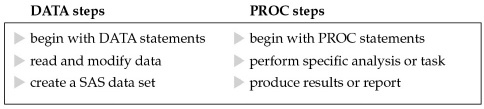 DATA steps PROC steps
begin with DATA statements begin with PROC statements
read and modify data perform specific analysis or task
create a SAS data set produce results or report